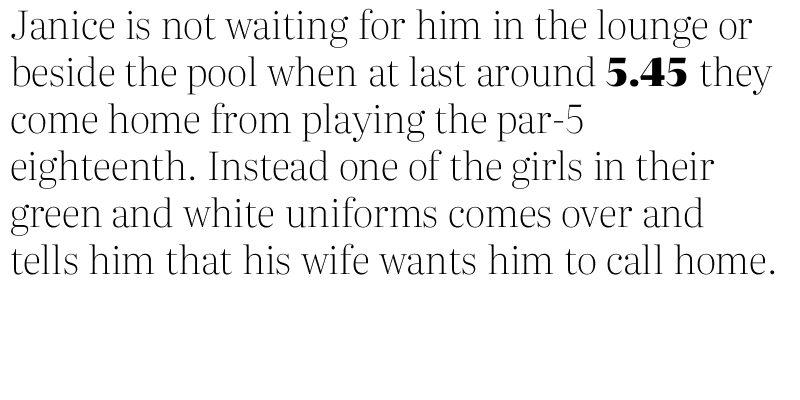 Janice is not waiting for him in the lounge or
beside the pool when at last around 5.45 they
come home from playing the par-5
eighteenth. Instead one of the girls in their
green and white uniforms comes over and
tells him that his wife wants him to call home.